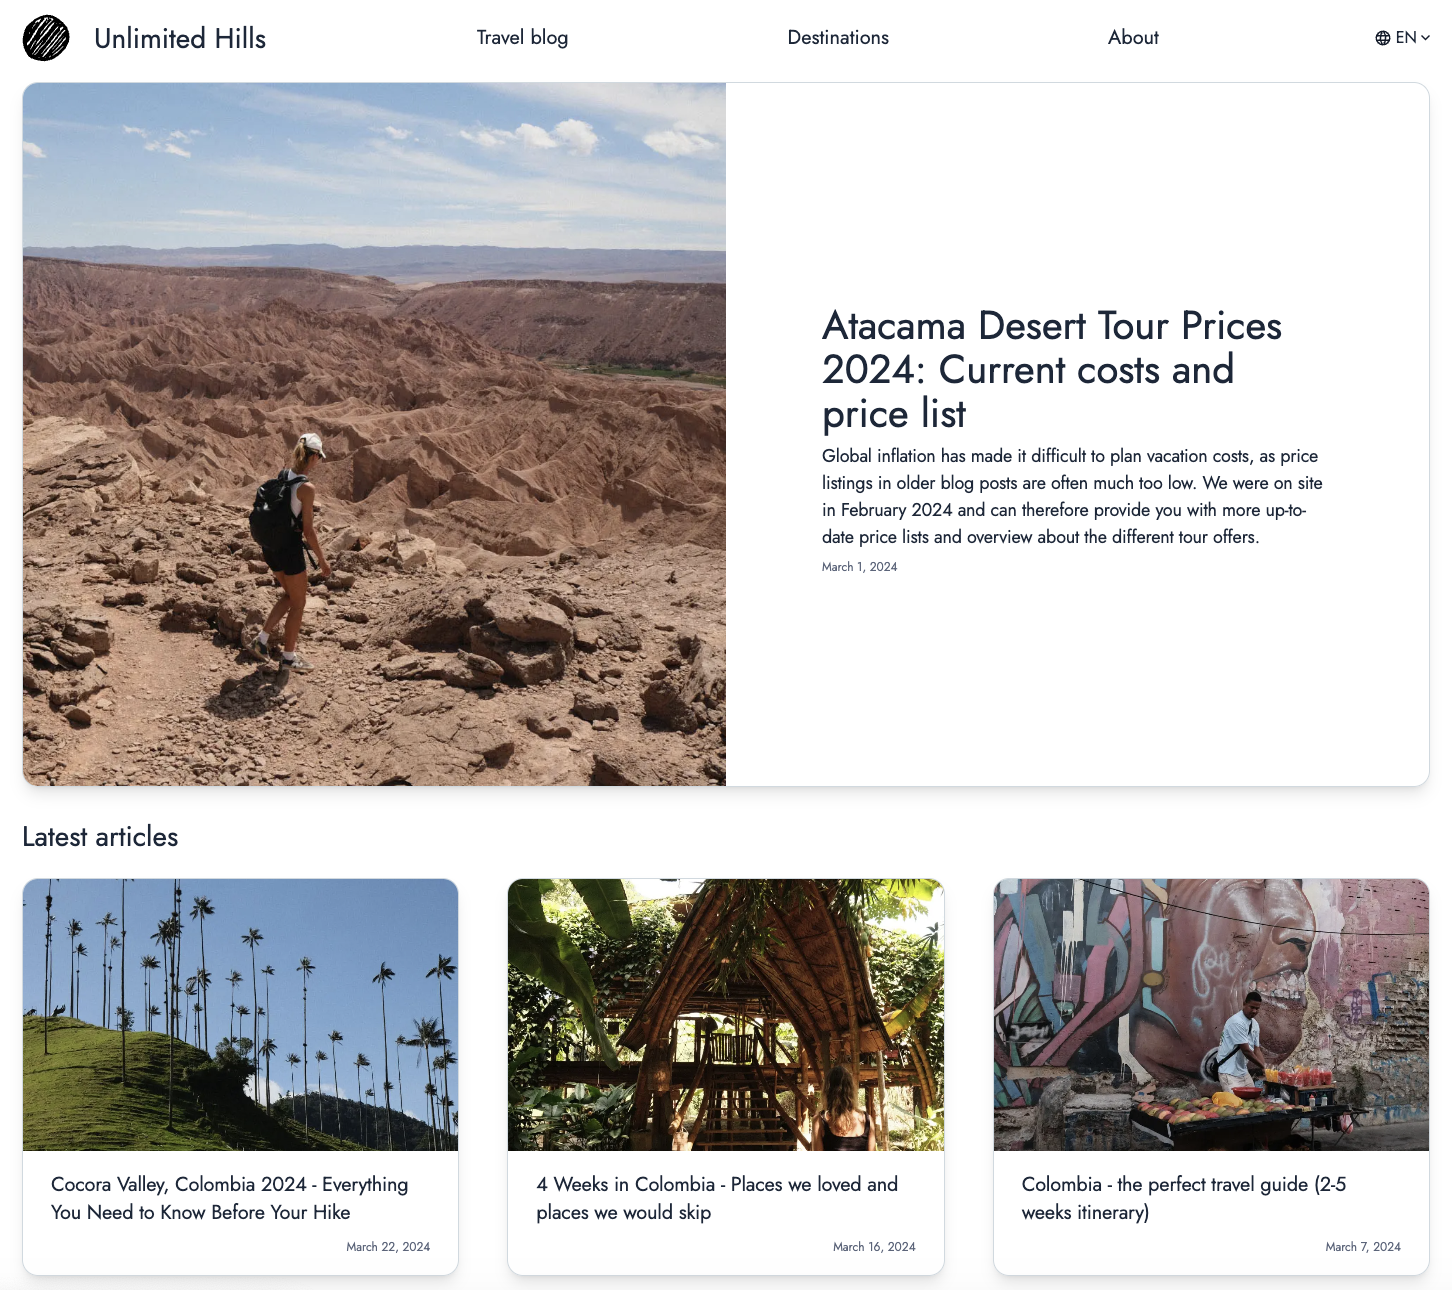 Unlimited Hills
Travel blog
Destinations
About
EN
Atacama Desert Tour Prices
2024: Current costs and
price list
Global inflation has made it difficult to plan vacation costs, as price
listings in older blog posts are often much too low. We were on site
in February 2024 and can therefore provide you with more up-to-
date price lists and overview about the different tour offers.
March 1, 2024
Latest articles
Cocora Valley, Colombia 2024 - Everything
You Need to Know Before Your Hike
March 22, 2024
4 Weeks in Colombia - Places we loved and
places we would skip
March 16, 2024
Colombia - the perfect travel guide (2-5
weeks itinerary)
March 7, 2024